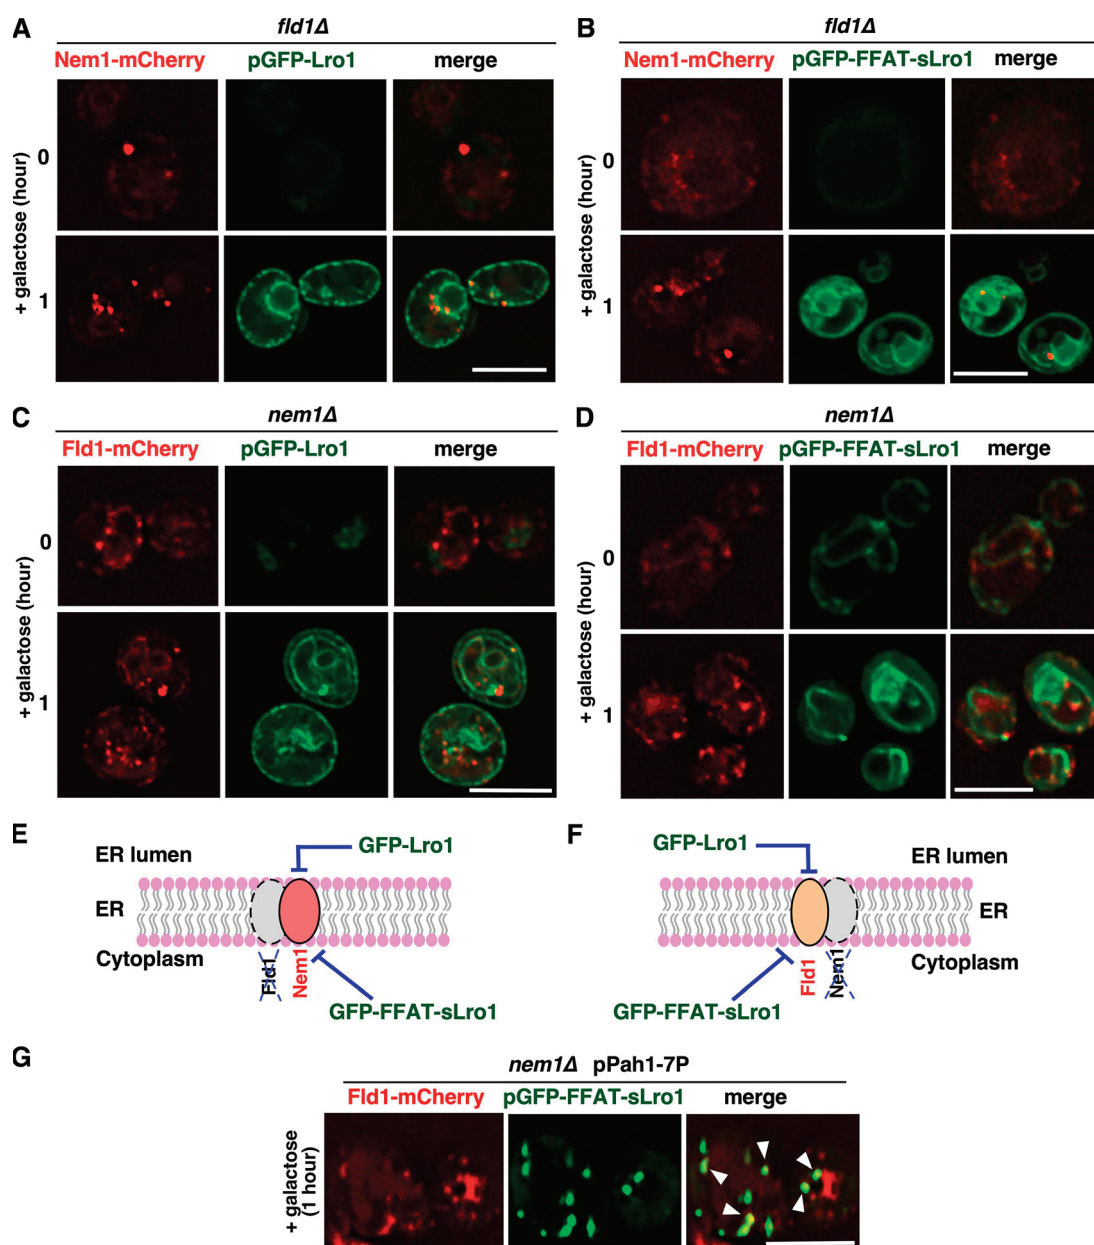 A
fld1Δ
Nem1-mCherry pGFP-Lro1 merge
+ galactose (hour)
0
1
B
fld1Δ
Nem1-mCherry pGFP-FFAT-sLro1 merge
+ galactose (hour)
0
1
C
nem1Δ
Fld1-mCherry pGFP-Lro1 merge
+ galactose (hour)
0
1
D
nem1Δ
Fld1-mCherry pGFP-FFAT-sLro1 merge
+ galactose (hour)
0
1
E
GFP-Lro1
ER lumen
ER
Cytoplasm
Fld1
Nem1
GFP-FFAT-sLro1
F
GFP-Lro1
ER lumen
ER
Cytoplasm
Fld1
Nem1
GFP-FFAT-sLro1
G
nem1Δ pPah1-7P
Fld1-mCherry pGFP-FFAT-sLro1 merge
+ galactose
(1 hour)